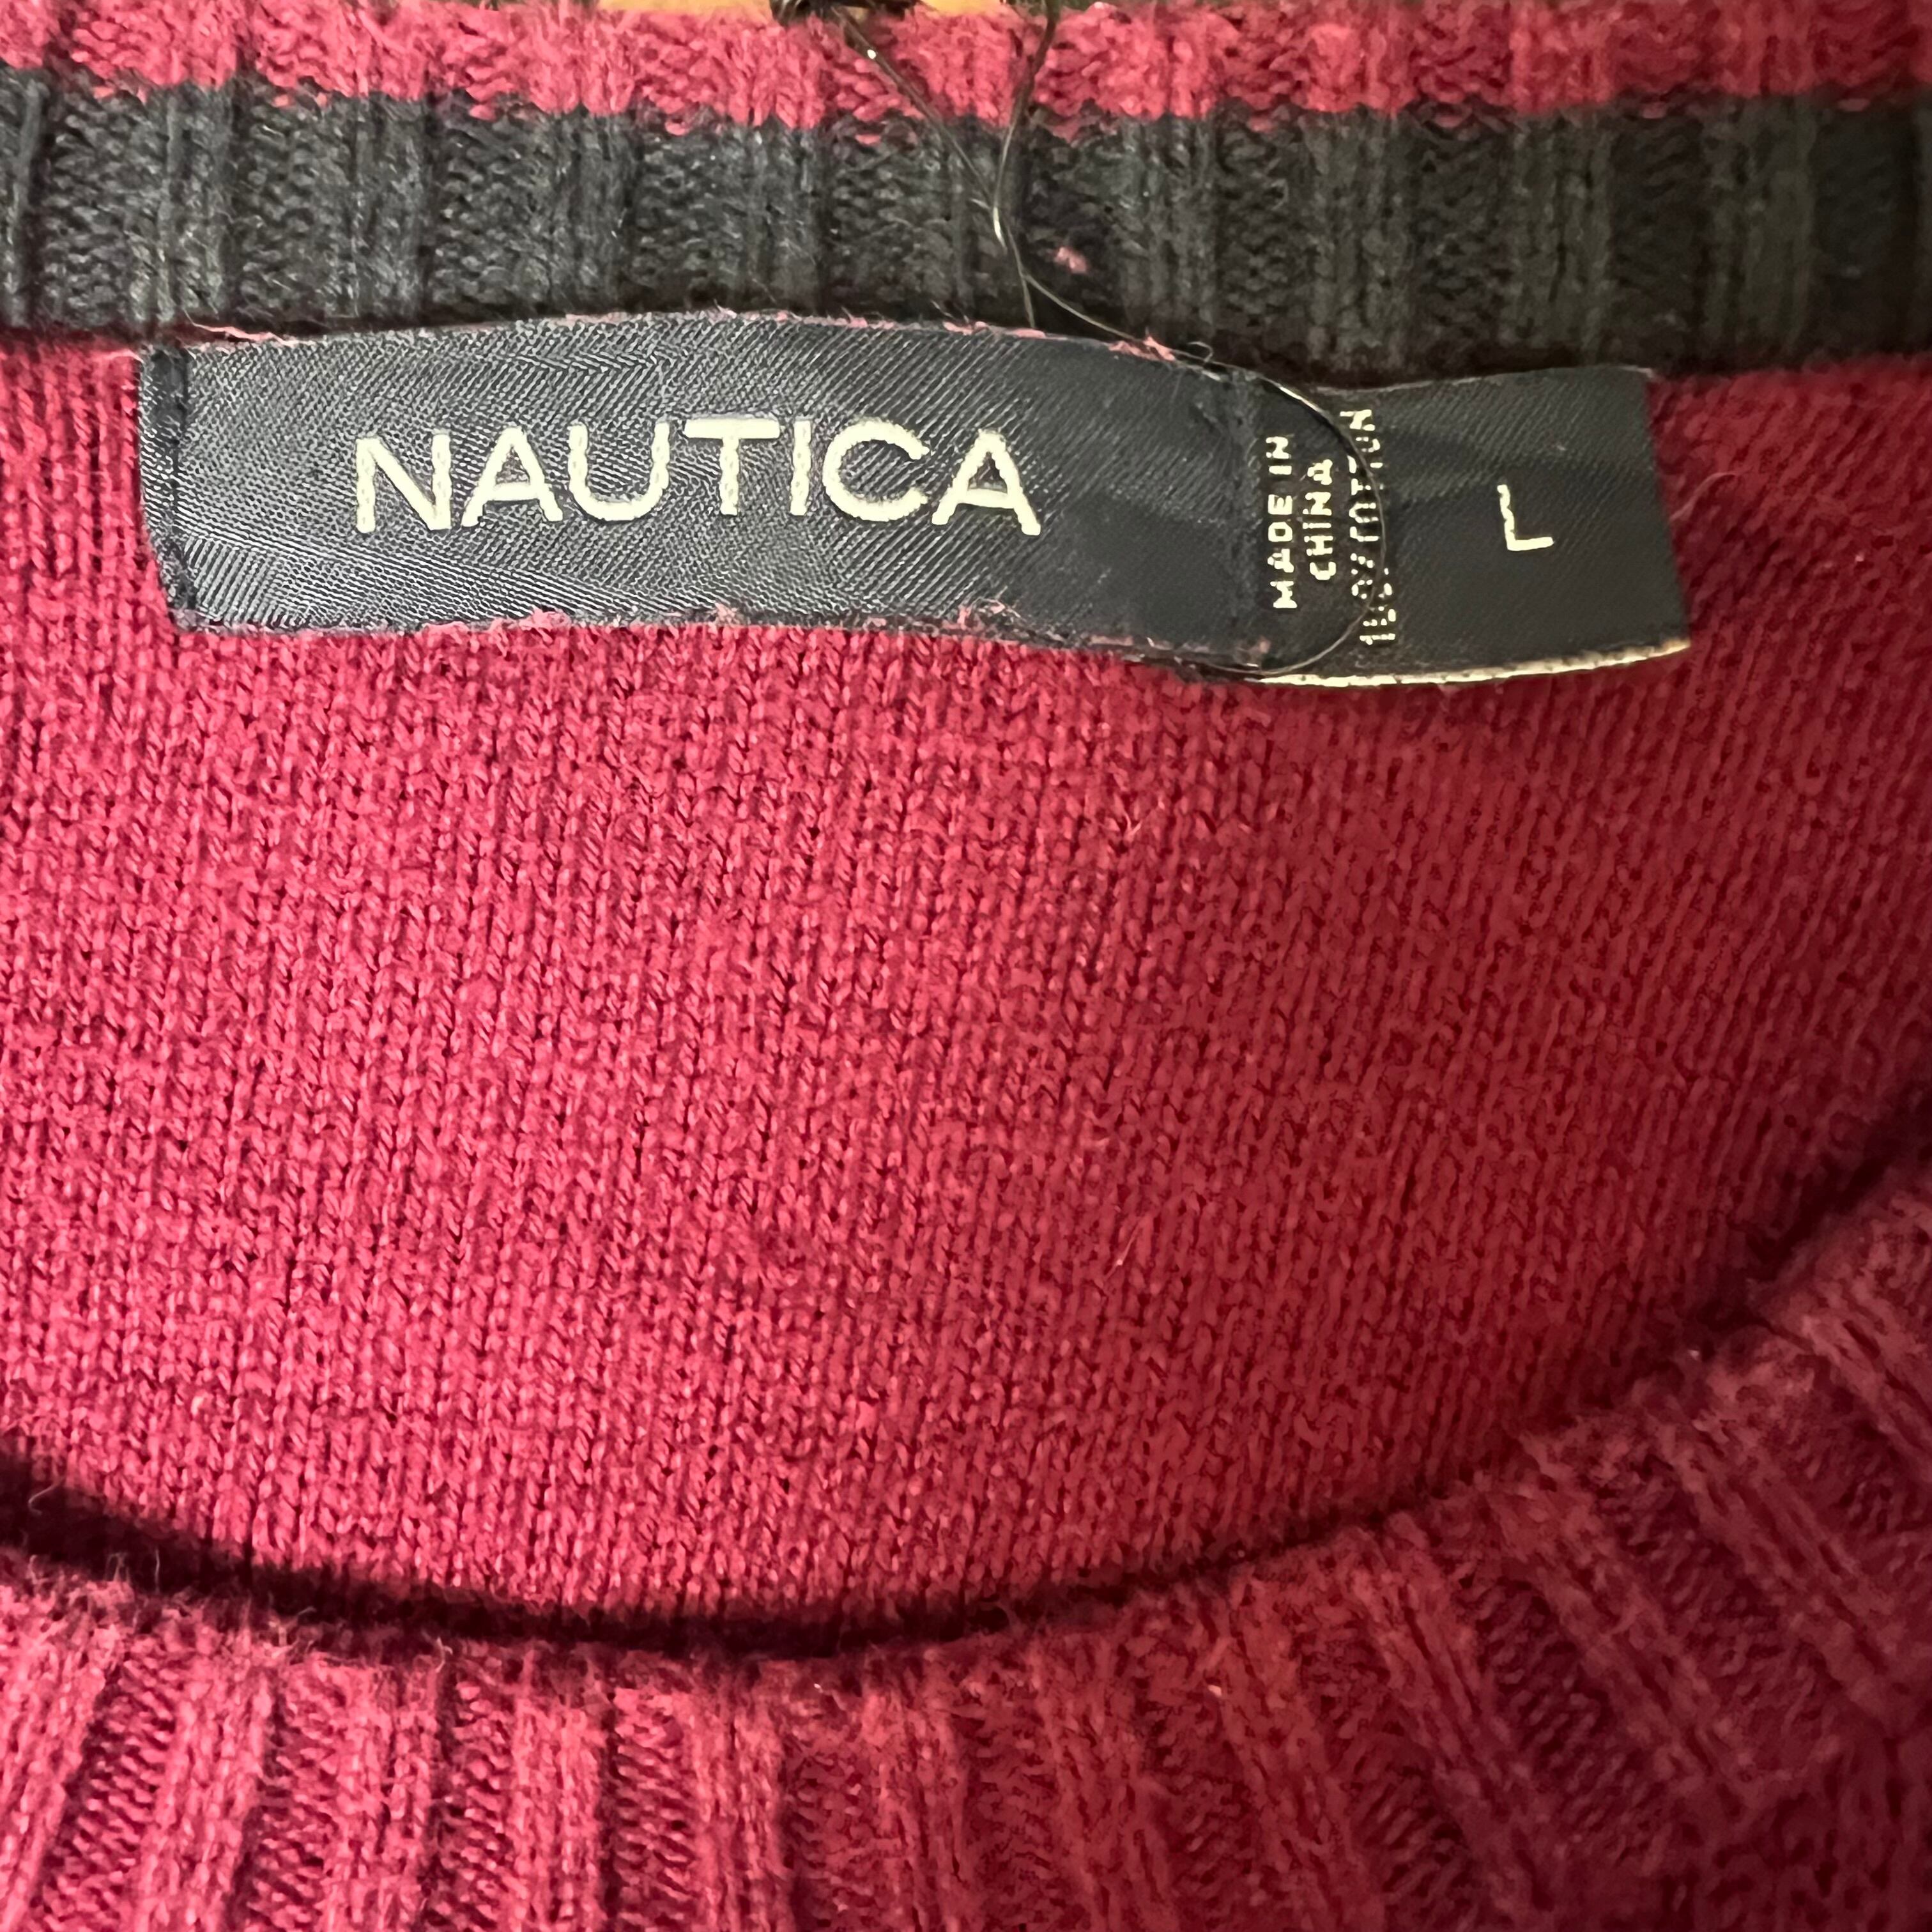 NAUTICA
MADE IN
CHINA
100% COTTON
L